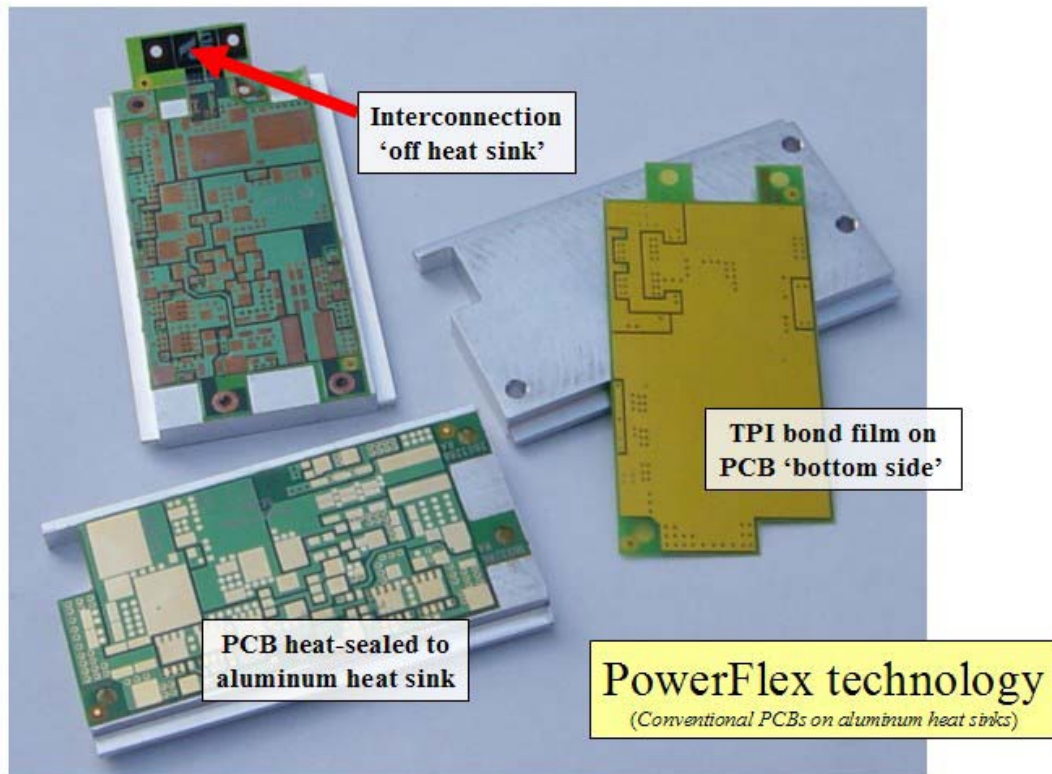 Interconnection
‘off heat sink’
TPI bond film on
PCB ‘bottom side’
PCB heat-sealed to
aluminum heat sink
PowerFlex technology
(Conventional PCBs on aluminum heat sinks)